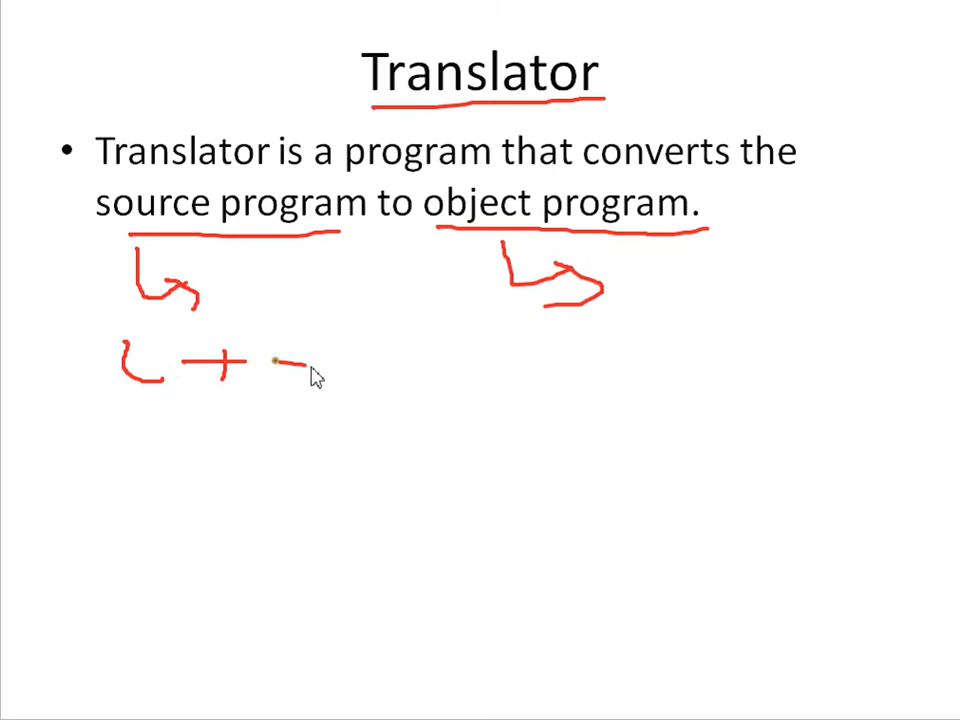 Translator
• Translator is a program that converts the
source program to object program.
C +